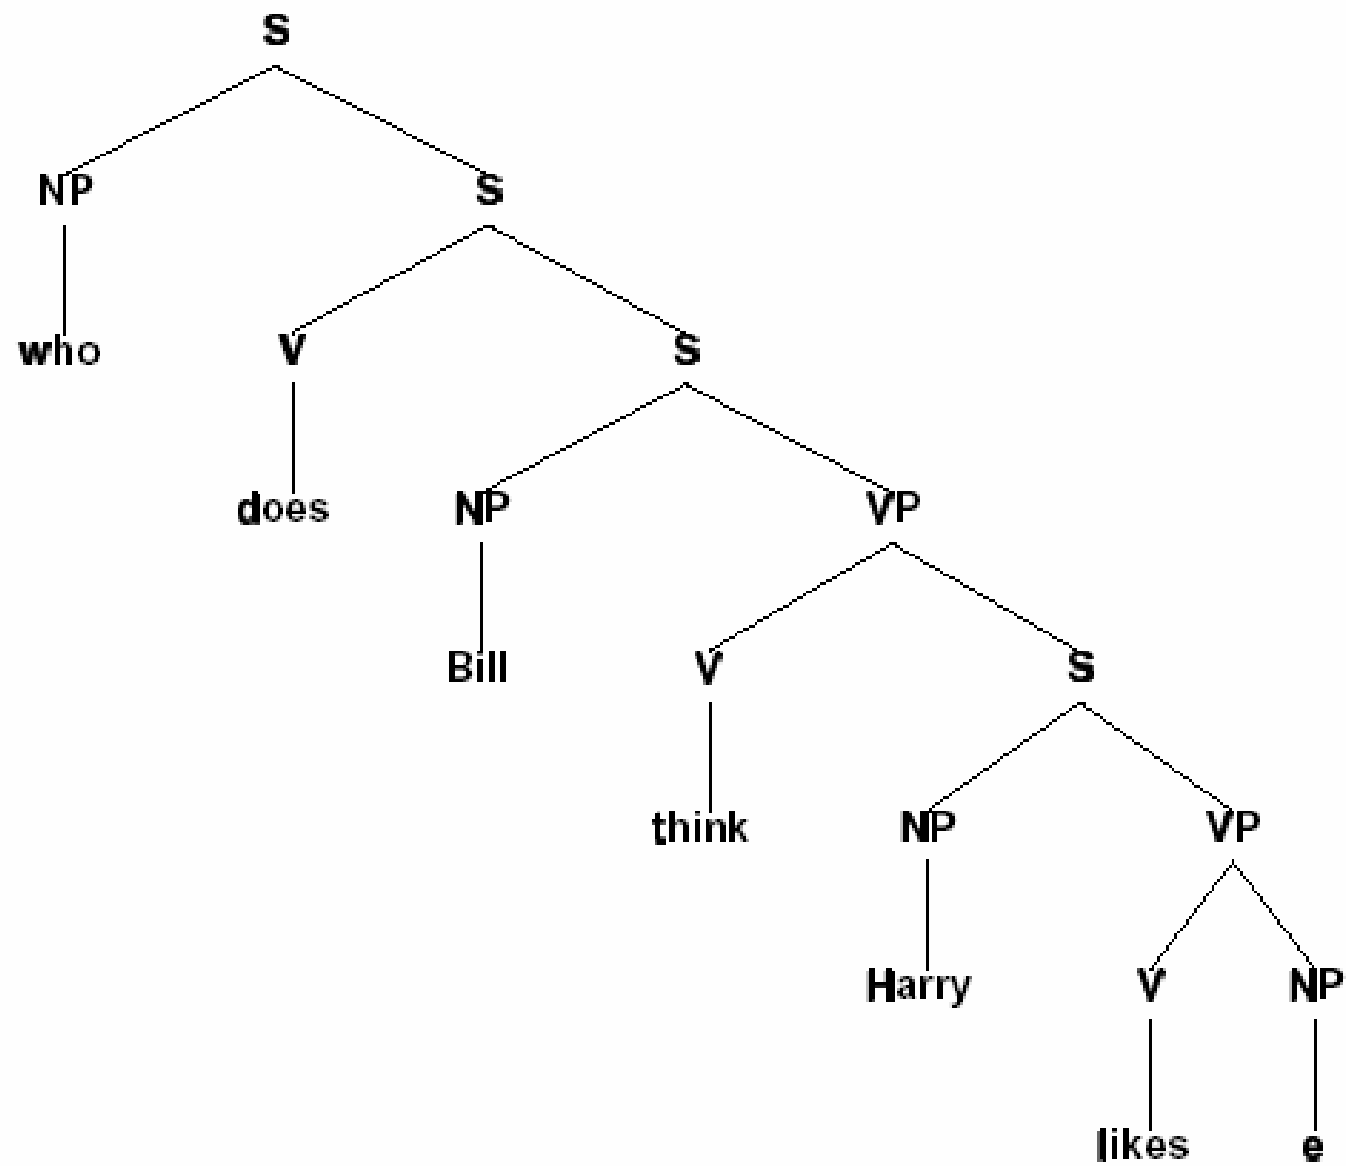 S
NP S
who V S
does NP VP
Bill V S
think NP VP
Harry V NP
likes e